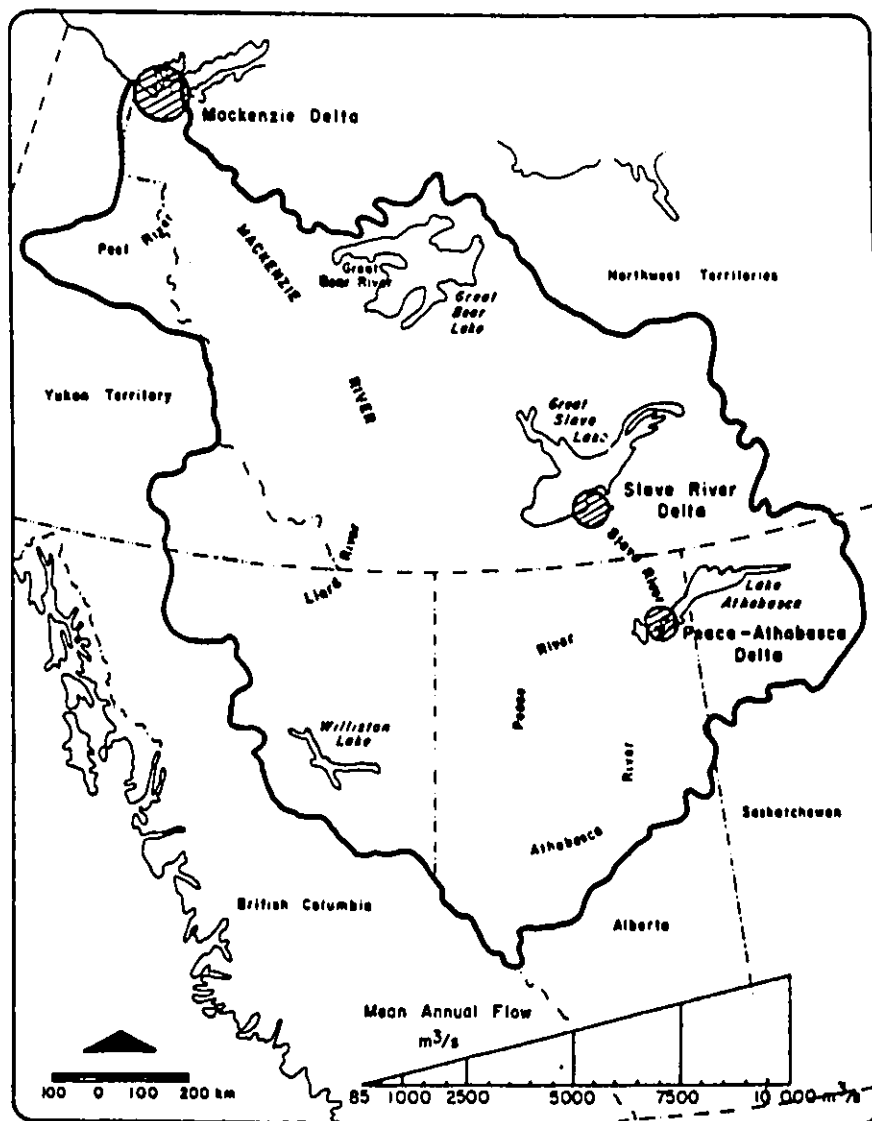 Mackenzie Delta
Peel River
MACKENZIE
RIVER
Great
Bear River
Great
Bear
Lake
Northwest Territories
Yukon Territory
Great
Slave
Lake
Slave River
Delta
Slave River
Liard River
Lake
Athabasca
Peace-Athabasca
Delta
Peace
River
Williston
Lake
River
Athabasca
Saskatchewan
British Columbia
Alberta
Mean Annual Flow
m³/s
100 0 100 200 km
85 1000 2500 5000 7500 10 000 m³/s